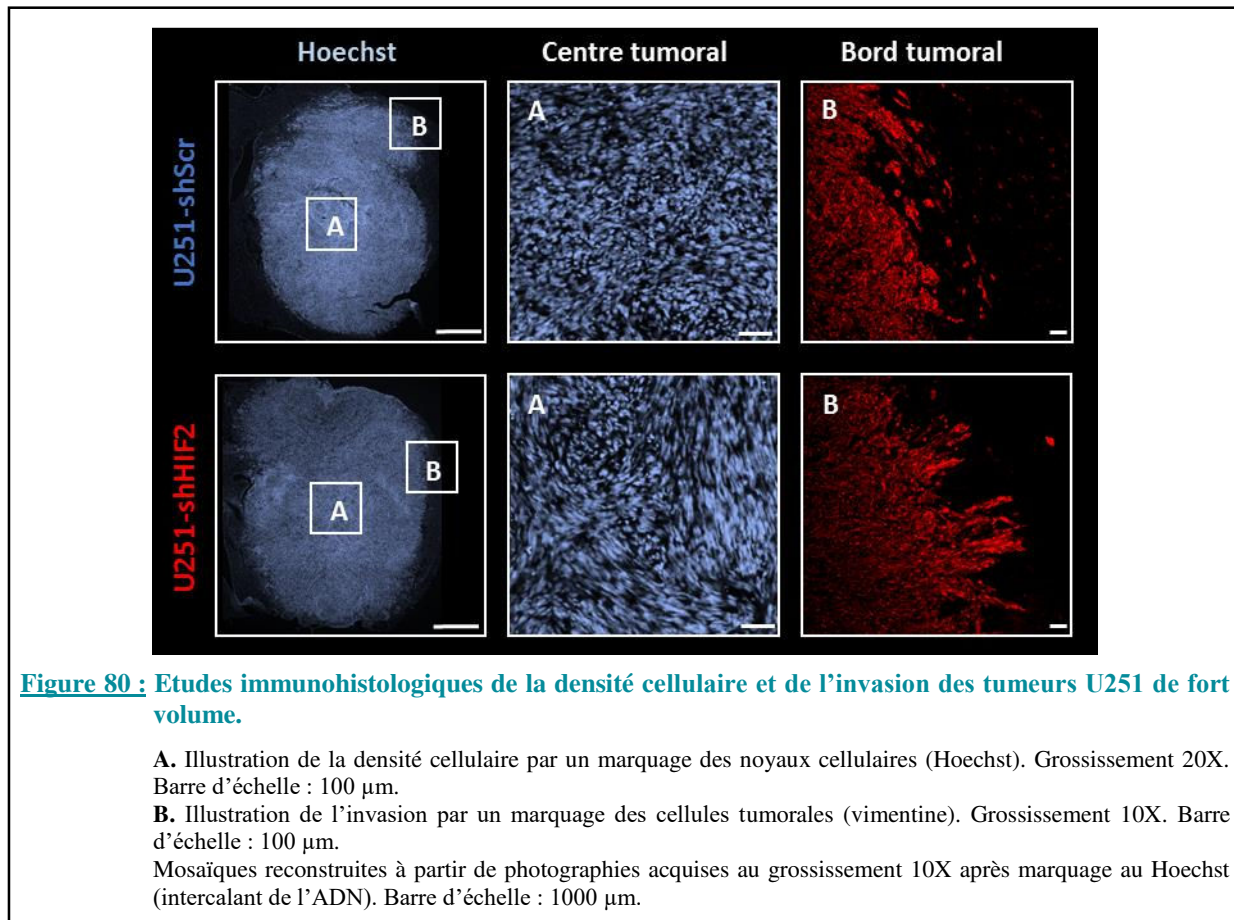 Hoechst
Centre tumoral
Bord tumoral
U251-shScr
B
A
A
B
U251-shHIF2
B
A
A
B
Figure 80 : Etudes immunohistologiques de la densité cellulaire et de l’invasion des tumeurs U251 de fort
volume.
A. Illustration de la densité cellulaire par un marquage des noyaux cellulaires (Hoechst). Grossissement 20X.
Barre d’échelle : 100 µm.
B. Illustration de l’invasion par un marquage des cellules tumorales (vimentine). Grossissement 10X. Barre
d’échelle : 100 µm.
Mosaïques reconstruites à partir de photographies acquises au grossissement 10X après marquage au Hoechst
(intercalant de l’ADN). Barre d’échelle : 1000 µm.